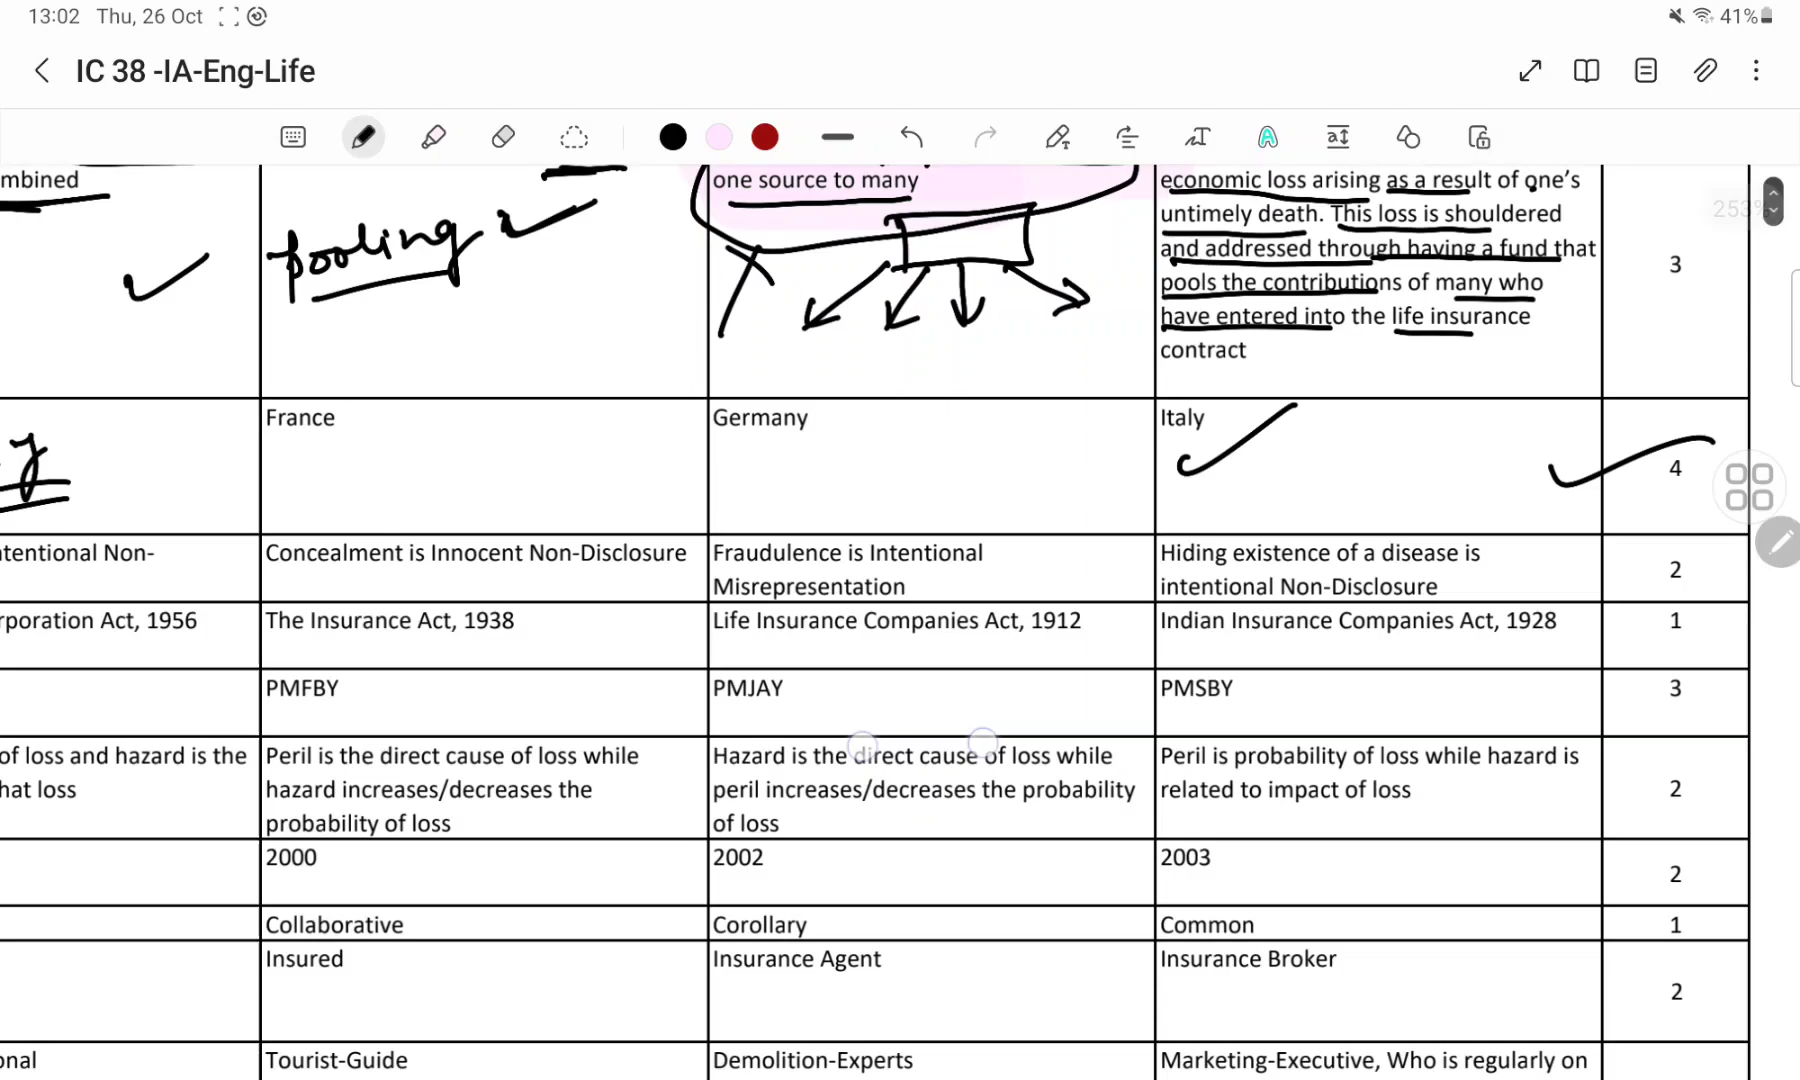 13:02 Thu, 26 Oct
41%
IC 38 -IA-Eng-Life
253%
mbined
one source to many
economic loss arising as a result of one's
untimely death. This loss is shouldered
and addressed through having a fund that
pools the contributions of many who
have entered into the life insurance
contract
3
pooling
France
Germany
Italy
4
y
ntentional Non-
Concealment is Innocent Non-Disclosure
Fraudulence is Intentional
Misrepresentation
Hiding existence of a disease is
intentional Non-Disclosure
2
rporation Act, 1956
The Insurance Act, 1938
Life Insurance Companies Act, 1912
Indian Insurance Companies Act, 1928
1
PMFBY
PMJAY
PMSBY
3
of loss and hazard is the
hat loss
Peril is the direct cause of loss while
hazard increases/decreases the
probability of loss
Hazard is the direct cause of loss while
peril increases/decreases the probability
of loss
Peril is probability of loss while hazard is
related to impact of loss
2
2000
2002
2003
2
Collaborative
Corollary
Common
1
Insured
Insurance Agent
Insurance Broker
2
onal
Tourist-Guide
Demolition-Experts
Marketing-Executive, Who is regularly on